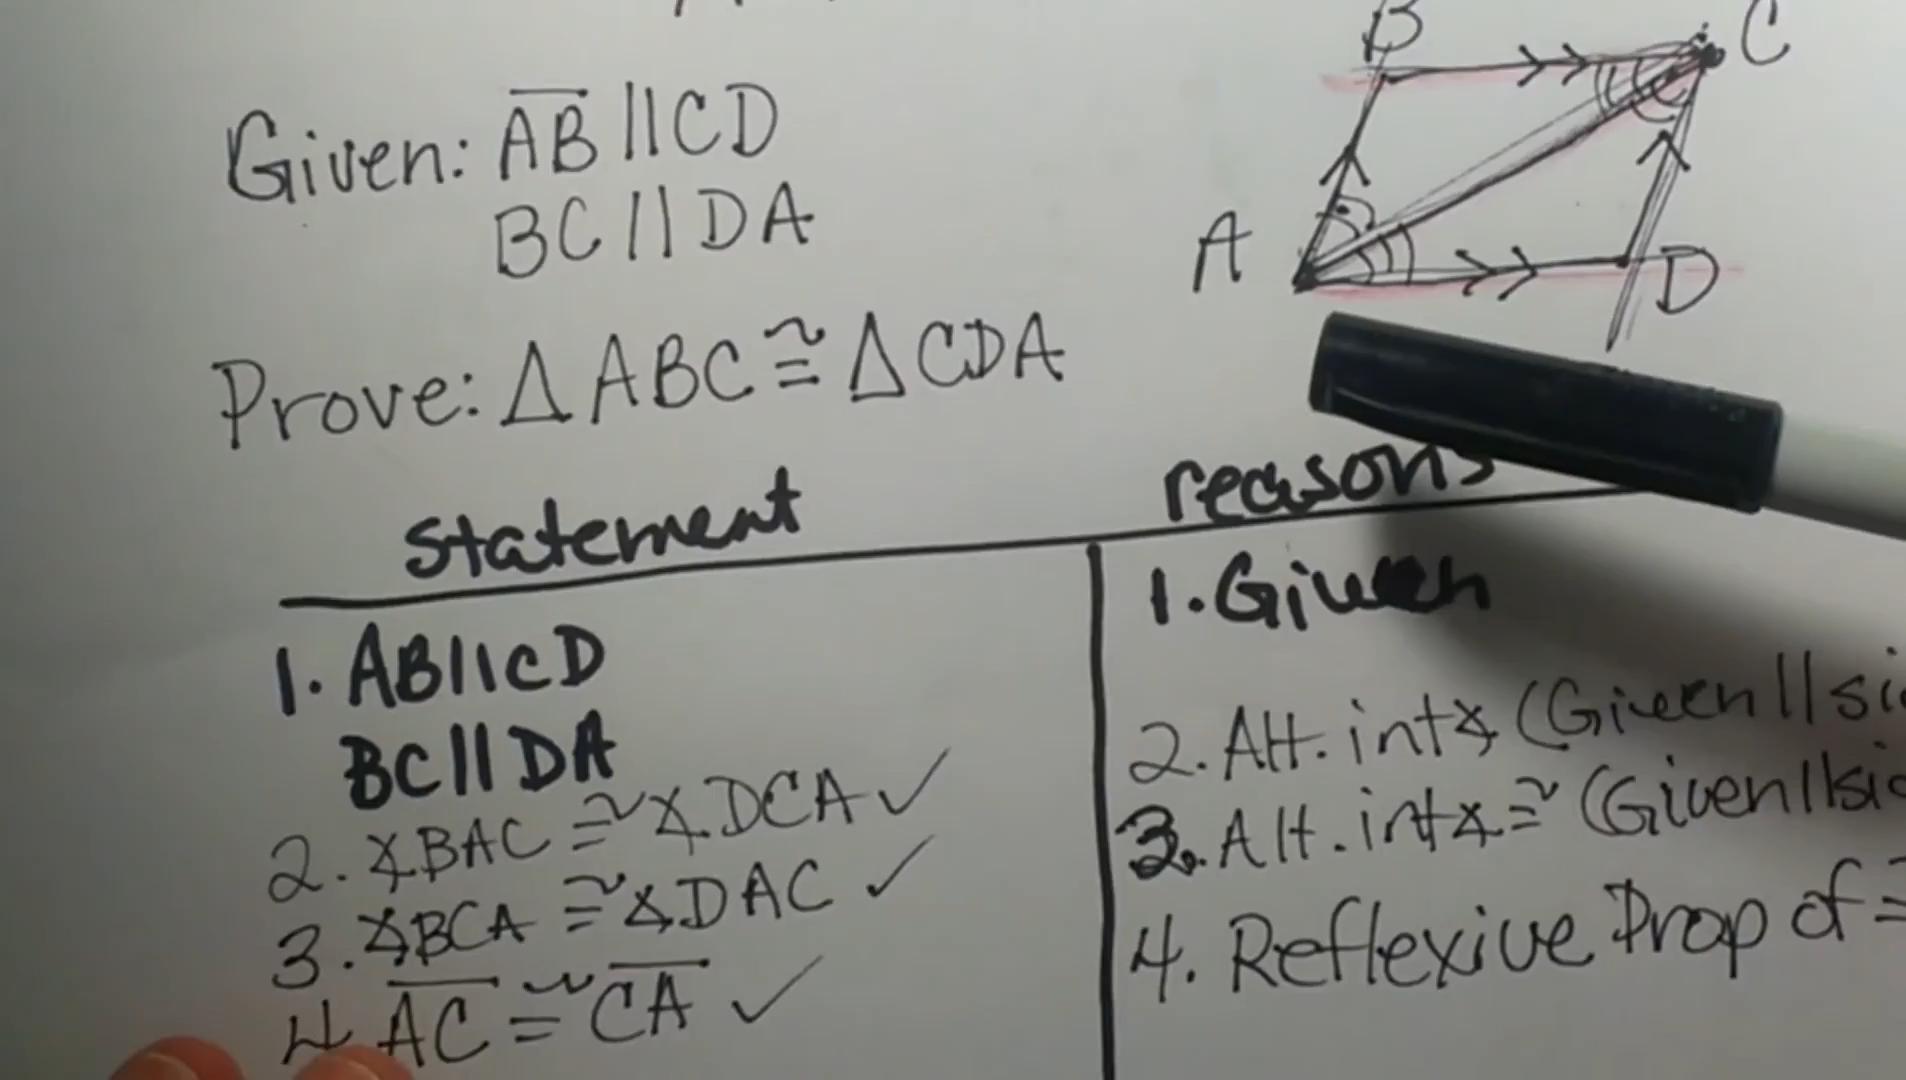 Given: AB || CD
BC || DA
Prove: Δ ABC ≅ Δ CDA
B
C
A
D
statement
reasons
1. AB||CD
BC||DA
1. Given
2. ∡BAC ≅ ∡DCA ✓
2. Alt. int ∡ (Given ||
3. ∡BCA ≅ ∡DAC ✓
3. Alt. int ∡ ≅ (Given ||
4 AC ≅ CA ✓
4. Reflexive Prop of